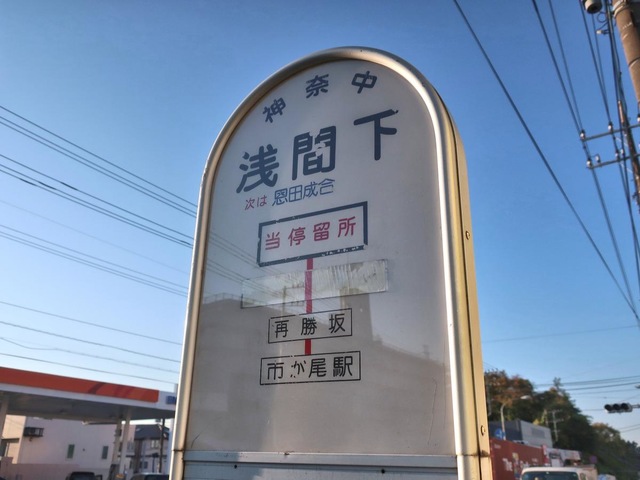 神奈中
浅間下
次は 恩田成合
当停留所
再勝坂
市が尾駅